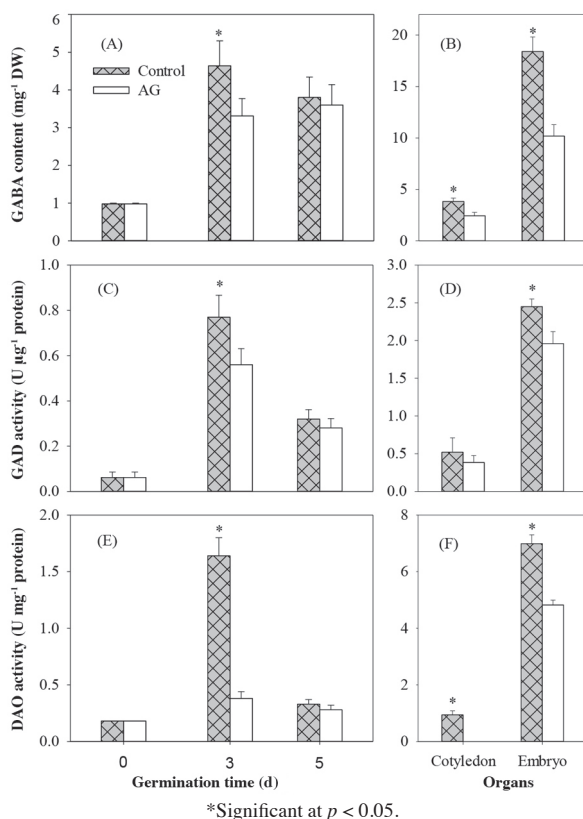 (A)
*
Control
AG
GABA content (mg⁻¹ DW)
6
5
4
3
2
1
0
(B)
*
*
20
15
10
5
0
(C)
*
GAD activity (U µg⁻¹ protein)
1.0
0.8
0.6
0.4
0.2
0.0
(D)
*
3.0
2.5
2.0
1.5
1.0
0.5
0.0
(E)
*
DAO activity (U mg⁻¹ protein)
2.0
1.5
1.0
0.5
0.0
0 3 5
Germination time (d)
(F)
*
*
8
6
4
2
0
Cotyledon Embryo
Organs
*Significant at p < 0.05.